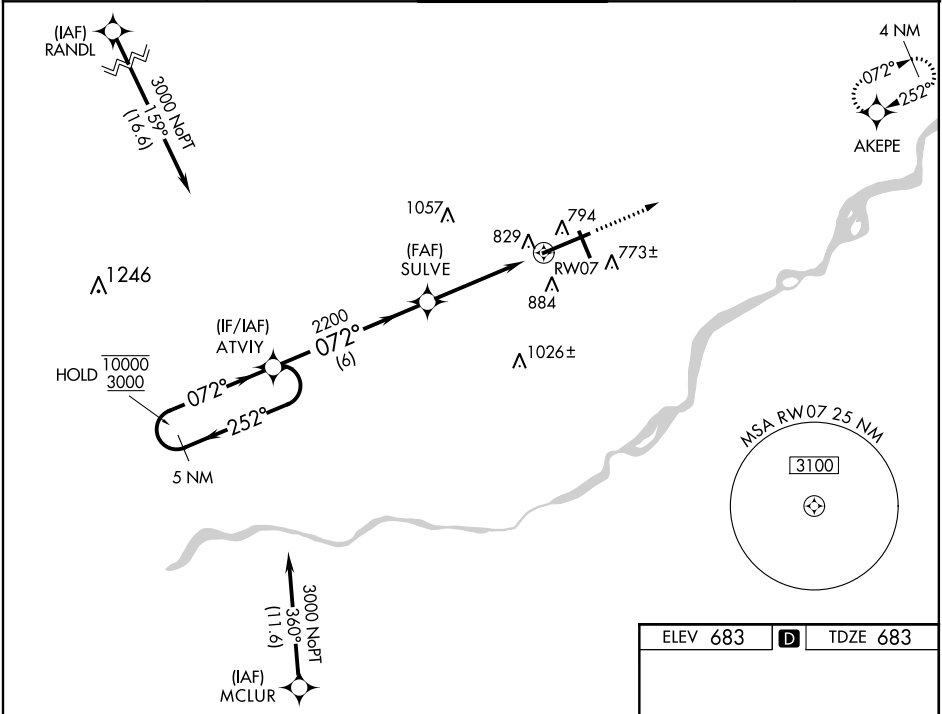 (IAF)
RANDL
3000 NoPT
159°
(16.6)
4 NM
072°
252°
AKEPE
1057
829
794
RW07
773±
884
(FAF)
SULVE
1246
(IF/IAF)
ATVIY
2200
072°
(6)
1026±
HOLD
10000
3000
072°
252°
5 NM
MSA RW07 25 NM
3100
3000 NoPT
360°
(11.6)
(IAF)
MCLUR
ELEV 683 D TDZE 683